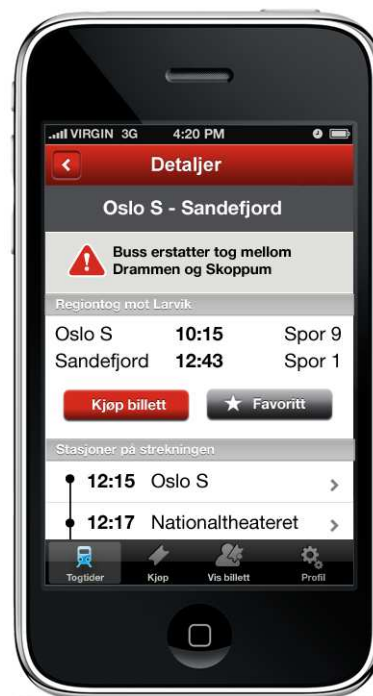 VIRGIN 3G 4:20 PM
Detaljer
Oslo S - Sandefjord
Buss erstatter tog mellom
Drammen og Skoppum
Regiontog mot Larvik
Oslo S 10:15 Spor 9
Sandefjord 12:43 Spor 1
Kjøp billett Favoritt
Stasjoner på strekningen
12:15 Oslo S
12:17 Nationaltheateret
Togtider Kjøp Vis billett Profil